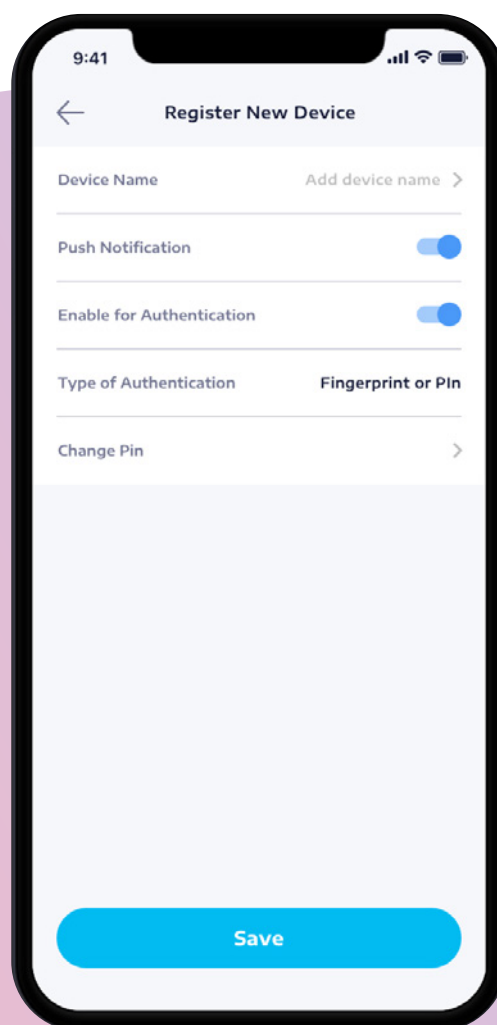 9:41
Register New Device
Device Name Add device name
Push Notification
Enable for Authentication
Type of Authentication Fingerprint or PIn
Change Pin
Save